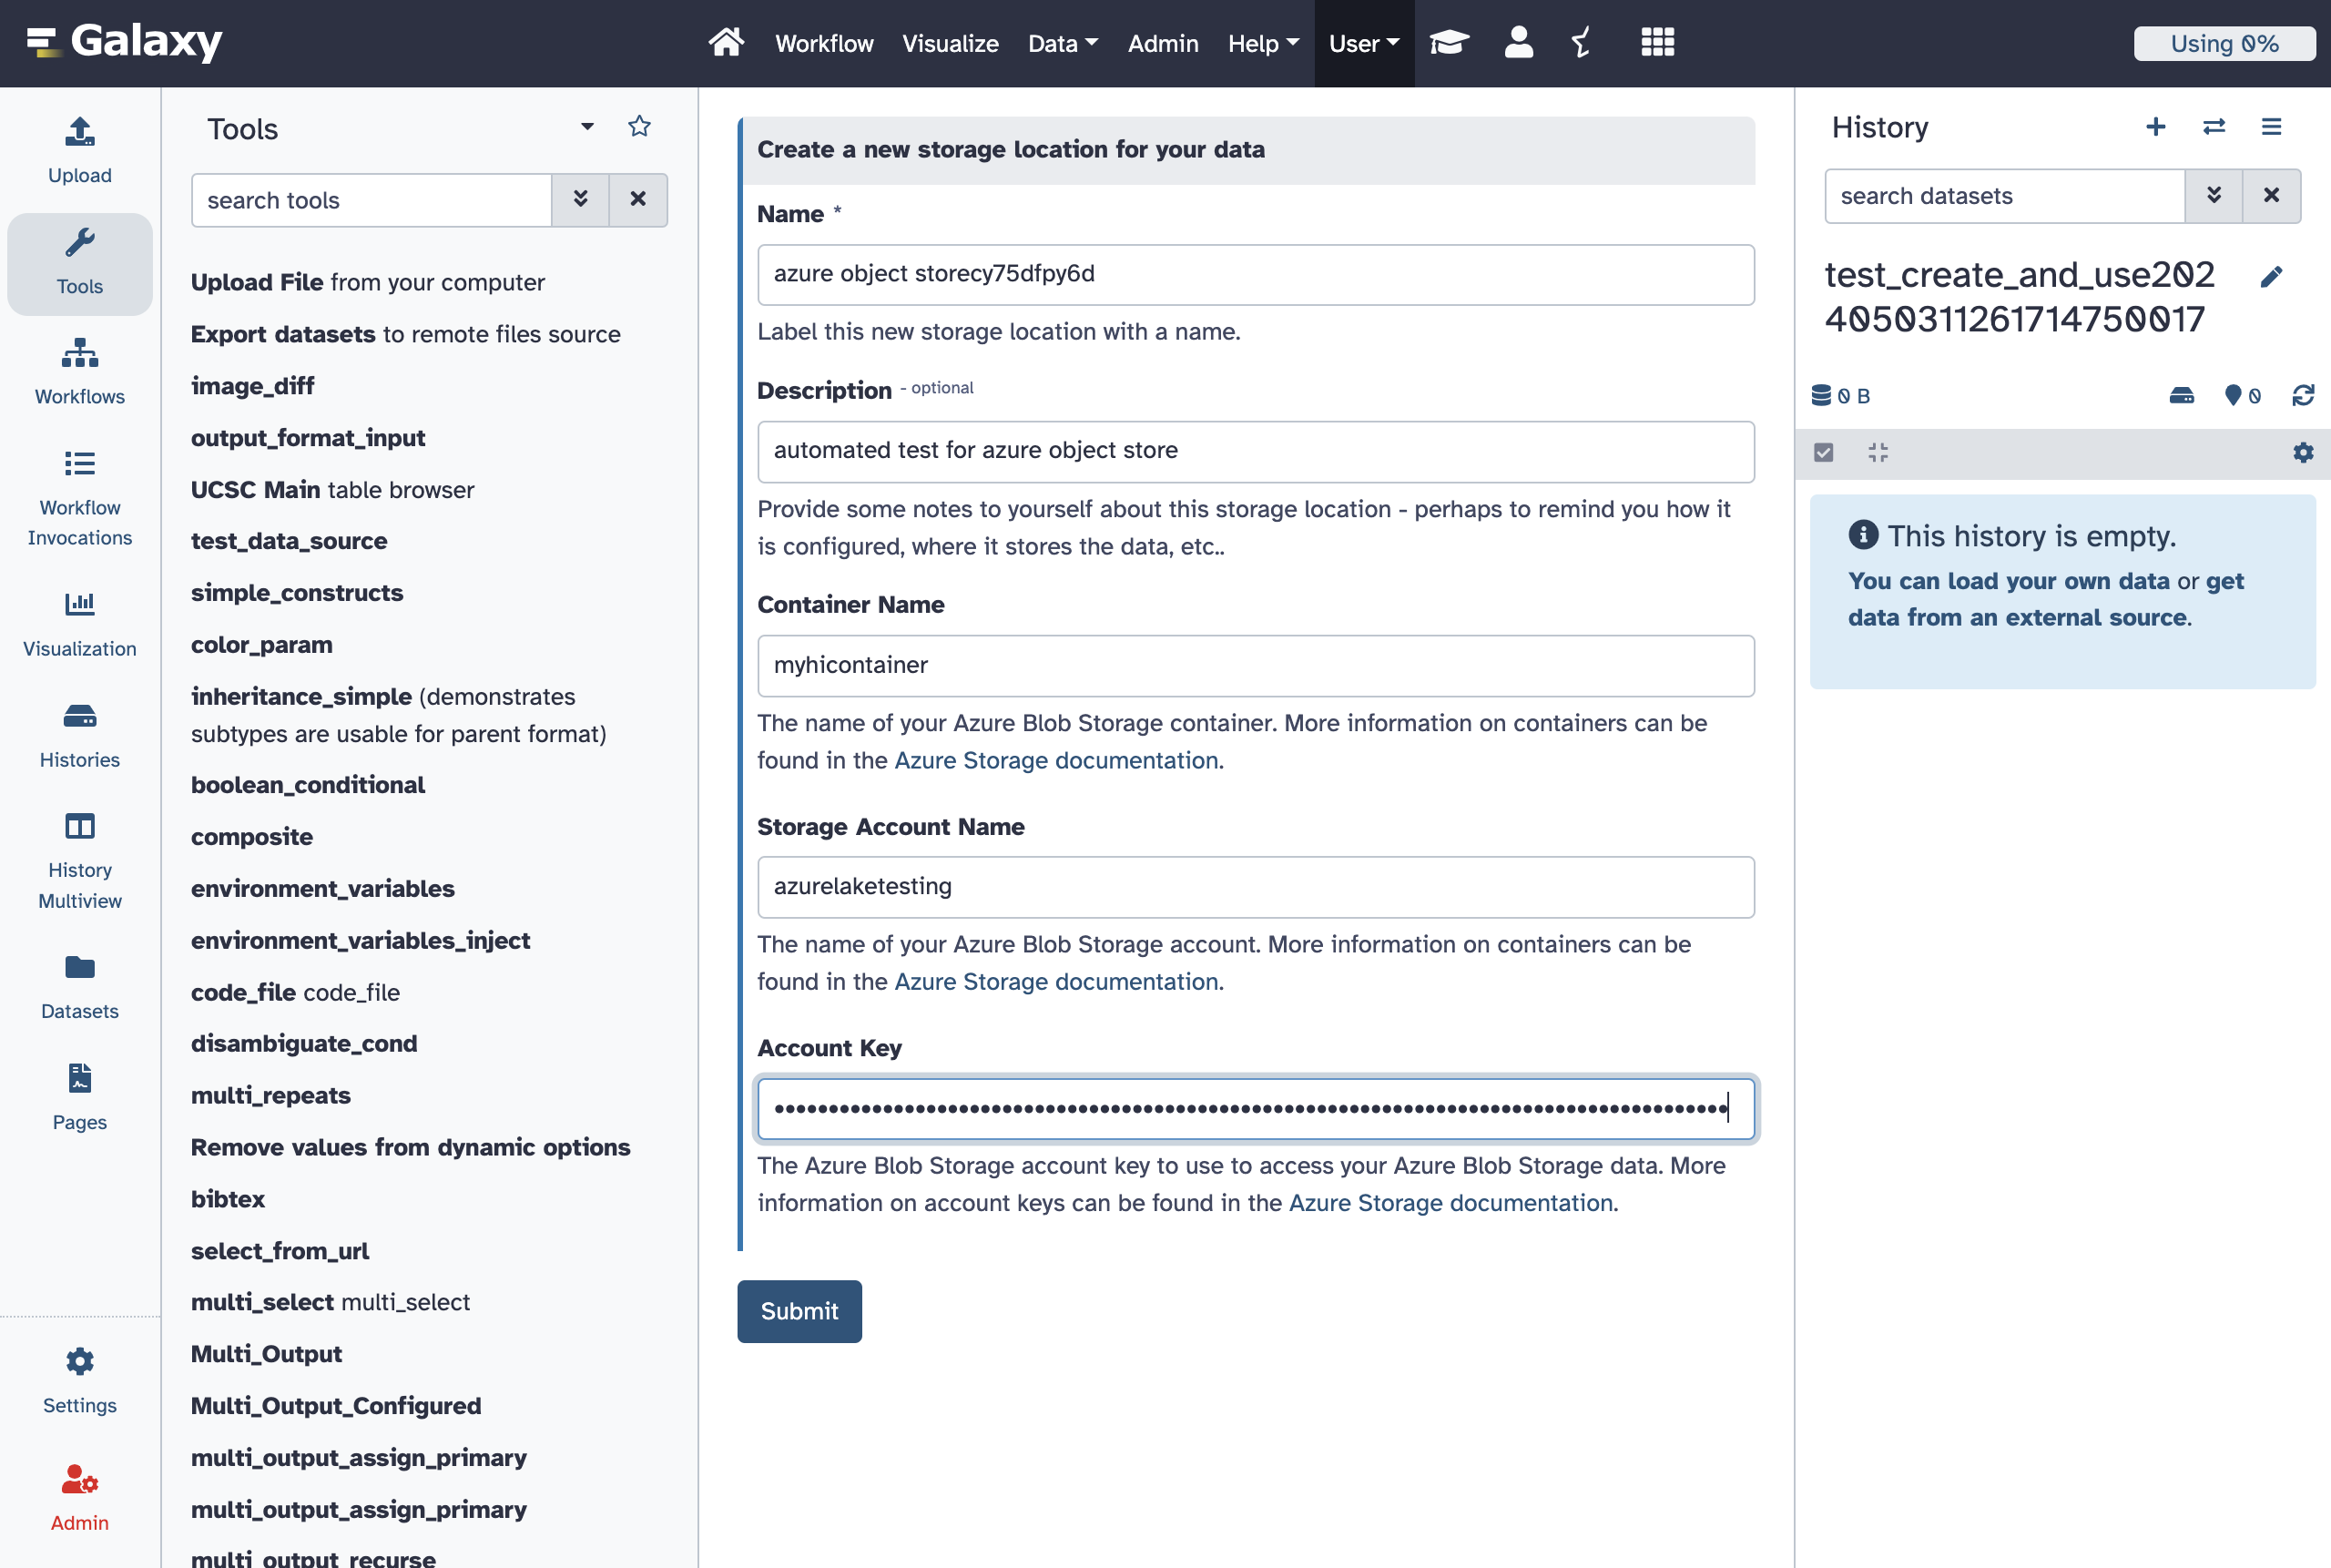 Galaxy
Workflow
Visualize
Data
Admin
Help
User
Using 0%
Upload
Tools
Workflows
Workflow
Invocations
Visualization
Histories
History
Multiview
Datasets
Pages
Settings
Admin
Tools
search tools
Upload File from your computer
Export datasets to remote files source
image_diff
output_format_input
UCSC Main table browser
test_data_source
simple_constructs
color_param
inheritance_simple (demonstrates
subtypes are usable for parent format)
boolean_conditional
composite
environment_variables
environment_variables_inject
code_file code_file
disambiguate_cond
multi_repeats
Remove values from dynamic options
bibtex
select_from_url
multi_select multi_select
Multi_Output
Multi_Output_Configured
multi_output_assign_primary
multi_output_assign_primary
multi_output_recurse
Create a new storage location for your data
Name *
azure object storecy75dfpy6d
Label this new storage location with a name.
Description - optional
automated test for azure object store
Provide some notes to yourself about this storage location - perhaps to remind you how it
is configured, where it stores the data, etc..
Container Name
myhicontainer
The name of your Azure Blob Storage container. More information on containers can be
found in the Azure Storage documentation.
Storage Account Name
azurelaketesting
The name of your Azure Blob Storage account. More information on containers can be
found in the Azure Storage documentation.
Account Key
The Azure Blob Storage account key to use to access your Azure Blob Storage data. More
information on account keys can be found in the Azure Storage documentation.
Submit
History
search datasets
test_create_and_use202
4050311261714750017
0 B
0
This history is empty.
You can load your own data or get
data from an external source.